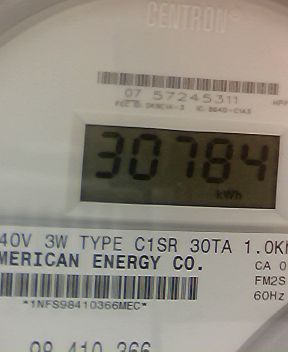 CENTRON®
07 57245311
30784
kWh
40V 3W TYPE C1SR 30TA 1.0K
MERICAN ENERGY CO.
CA 0
FM2S
60Hz
*1NFS98410366MEC*
98 410 366